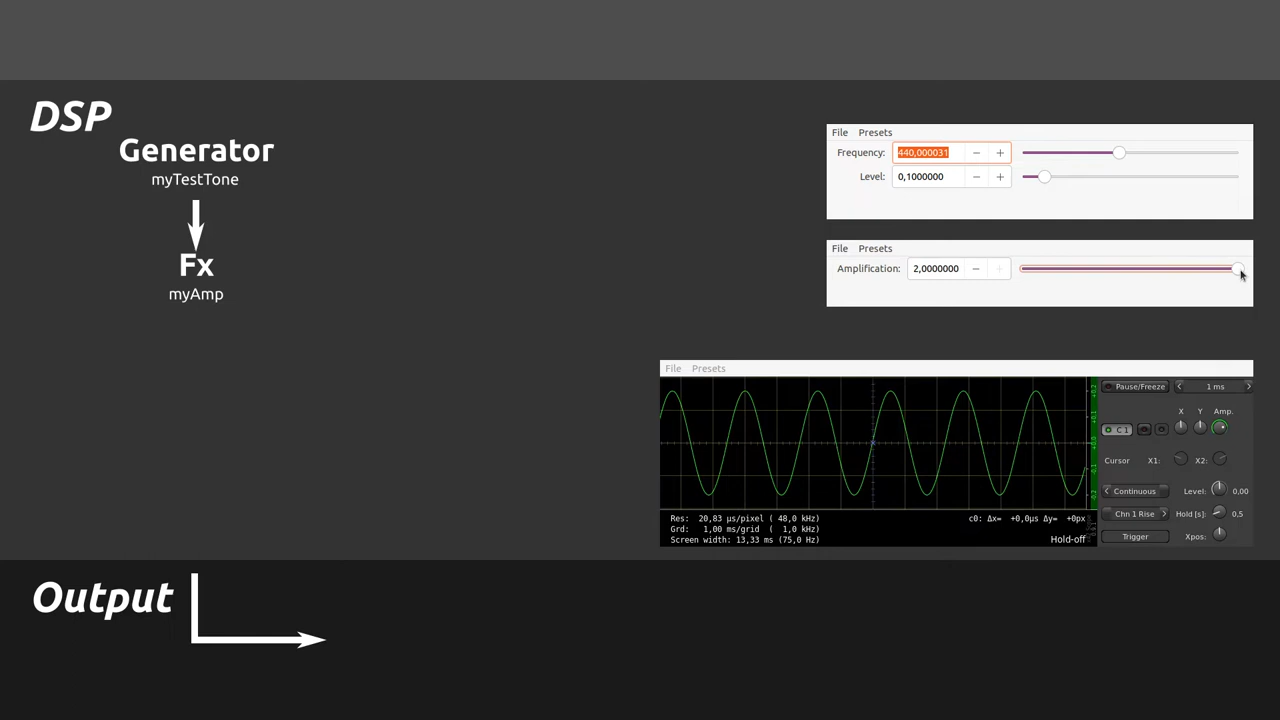 DSP
Generator
myTestTone
Fx
myAmp
File Presets
Frequency: 440,000031 − +
Level: 0,1000000 − +
File Presets
Amplification: 2,0000000 − +
File Presets
Pause/Freeze < 1 ms >
X Y Amp.
C 1
Cursor X1: X2:
< Continuous Level: 0,00
Chn 1 Rise > Hold [s]: 0,5
Trigger Xpos:
Res: 20,83 µs/pixel ( 48,0 kHz)
Grd: 1,00 ms/grid ( 1,0 kHz)
Screen width: 13,33 ms (75,0 Hz)
c0: Δx= +0,0µs Δy= +0px
Hold-off
Output